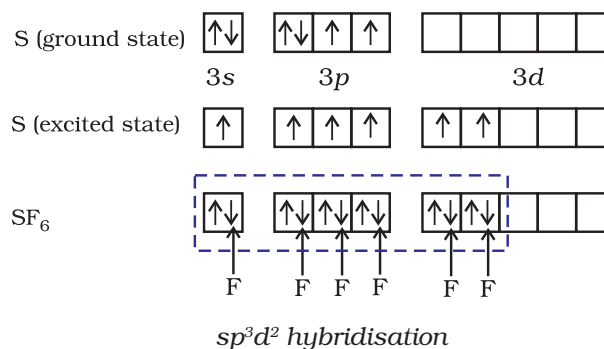 S (ground state)
3s 3p 3d
S (excited state)
SF₆
F F F F F F
sp³d² hybridisation